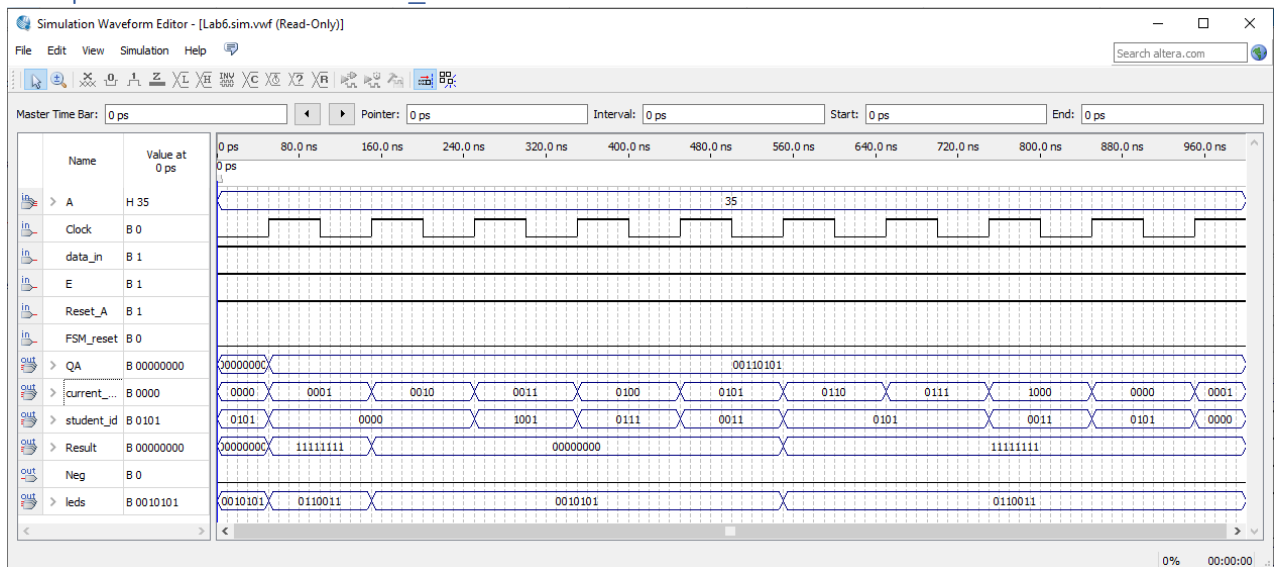 Simulation Waveform Editor - [Lab6.sim.vwf (Read-Only)]
File Edit View Simulation Help
Search altera.com
Master Time Bar: 0 ps Pointer: 0 ps Interval: 0 ps Start: 0 ps End: 0 ps
Name Value at 0 ps
0 ps 80.0 ns 160.0 ns 240.0 ns 320.0 ns 400.0 ns 480.0 ns 560.0 ns 640.0 ns 720.0 ns 800.0 ns 880.0 ns 960.0 ns
0 ps
A H 35 35
Clock B 0
data_in B 1
E B 1
Reset_A B 1
FSM_reset B 0
QA B 00000000 00000000 00110101
current_... B 0000 0000 0001 0010 0011 0100 0101 0110 0111 1000 0000 0001
student_id B 0101 0101 0000 1001 0111 0011 0101 0011 0101 0000
Result B 00000000 00000000 11111111 00000000 11111111
Neg B 0
leds B 0010101 0010101 0110011 0010101 0110011
0% 00:00:00